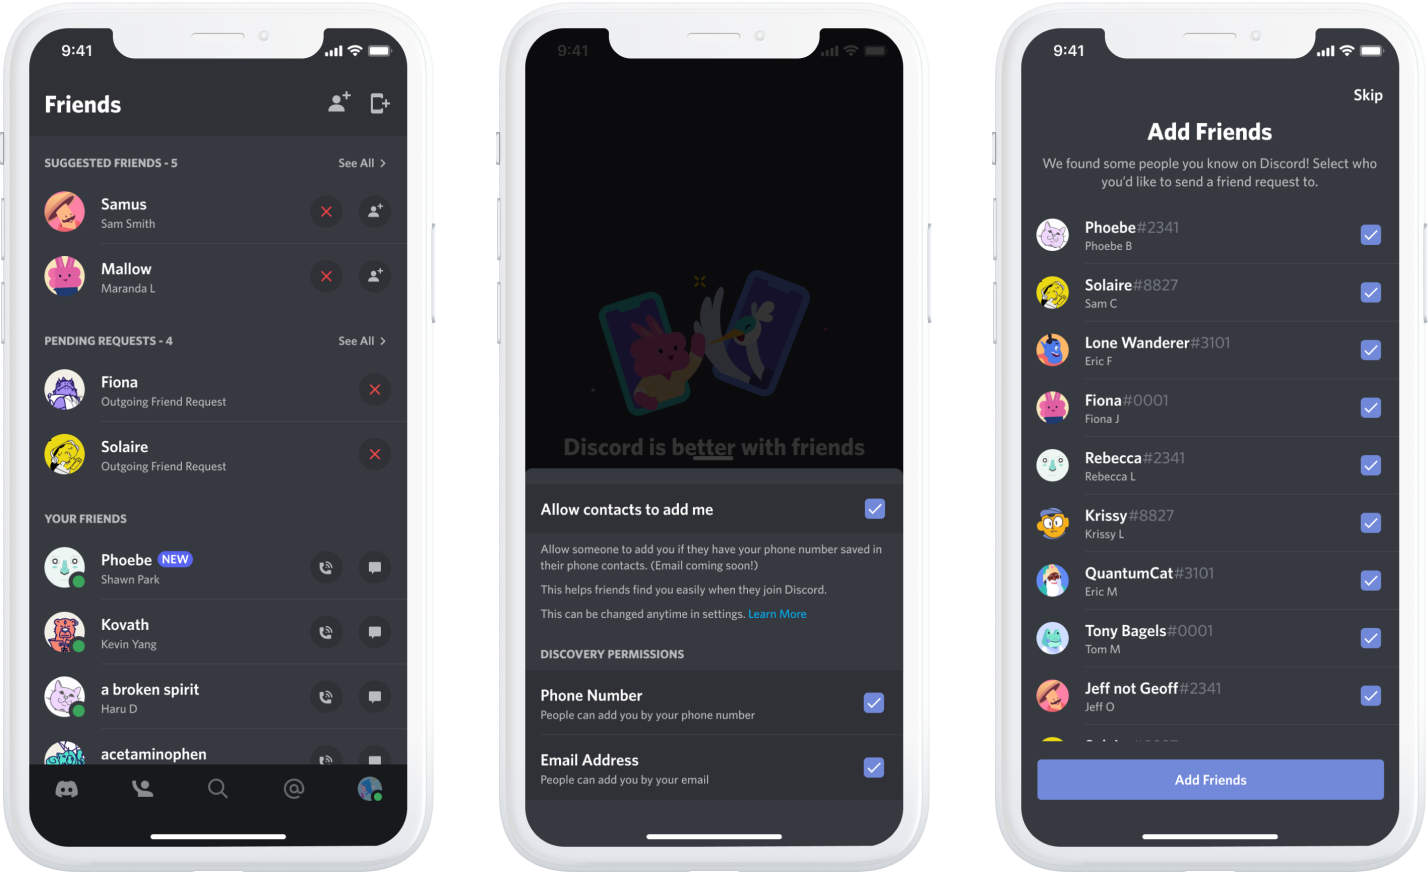 9:41
Friends
SUGGESTED FRIENDS - 5
See All >
Samus
Sam Smith
Mallow
Maranda L
PENDING REQUESTS - 4
See All >
Fiona
Outgoing Friend Request
Solaire
Outgoing Friend Request
YOUR FRIENDS
Phoebe NEW
Shawn Park
Kovath
Kevin Yang
a broken spirit
Haru D
acetaminophen
9:41
Discord is better with friends
Allow contacts to add me
Allow someone to add you if they have your phone number saved in
their phone contacts. (Email coming soon!)
This helps friends find you easily when they join Discord.
This can be changed anytime in settings. Learn More
DISCOVERY PERMISSIONS
Phone Number
People can add you by your phone number
Email Address
People can add you by your email
9:41
Skip
Add Friends
We found some people you know on Discord! Select who
you'd like to send a friend request to.
Phoebe#2341
Phoebe B
Solaire#8827
Sam C
Lone Wanderer#3101
Eric F
Fiona#0001
Fiona J
Rebecca#2341
Rebecca L
Krissy#8827
Krissy L
QuantumCat#3101
Eric M
Tony Bagels#0001
Tom M
Jeff not Geoff#2341
Jeff O
Add Friends